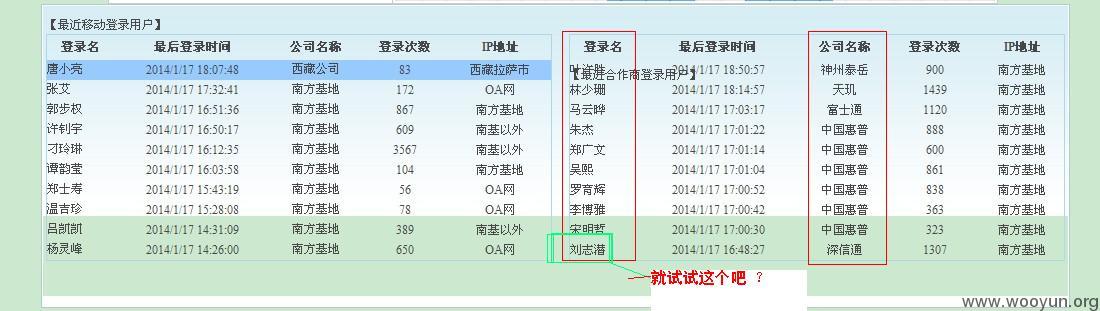 【最近移动登录用户】
登录名 最后登录时间 公司名称 登录次数 IP地址 登录名 最后登录时间 公司名称 登录次数 IP地址
唐小亮 2014/1/17 18:07:48 西藏公司 83 西藏拉萨市 2014/1/17 18:50:57 神州泰岳 900 南方基地
【最近合作商登录用户】
张艾 2014/1/17 17:32:41 南方基地 172 OA网 林少珊 2014/1/17 18:14:57 天玑 1439 南方基地
郭步权 2014/1/17 16:51:36 南方基地 867 南方基地 马云晔 2014/1/17 17:03:17 富士通 1120 南方基地
许钊宇 2014/1/17 16:50:17 南方基地 609 南基以外 朱杰 2014/1/17 17:01:22 中国惠普 888 南方基地
刁玲琳 2014/1/17 16:12:35 南方基地 3567 南基以外 郑广文 2014/1/17 17:01:14 中国惠普 600 南方基地
谭韵莹 2014/1/17 16:03:58 南方基地 104 南方基地 吴熙 2014/1/17 17:01:04 中国惠普 861 南方基地
郑士寿 2014/1/17 15:43:19 南方基地 56 OA网 罗育辉 2014/1/17 17:00:52 中国惠普 838 南方基地
温吉珍 2014/1/17 15:28:08 南方基地 78 OA网 李博雅 2014/1/17 17:00:42 中国惠普 363 南方基地
吕凯凯 2014/1/17 14:31:09 南方基地 389 南基以外 宋明哲 2014/1/17 17:00:30 中国惠普 323 南方基地
杨灵峰 2014/1/17 14:26:00 南方基地 650 OA网 刘志潜 2014/1/17 16:48:27 深信通 1307 南方基地
就试试这个吧 ？
www.wooyun.org